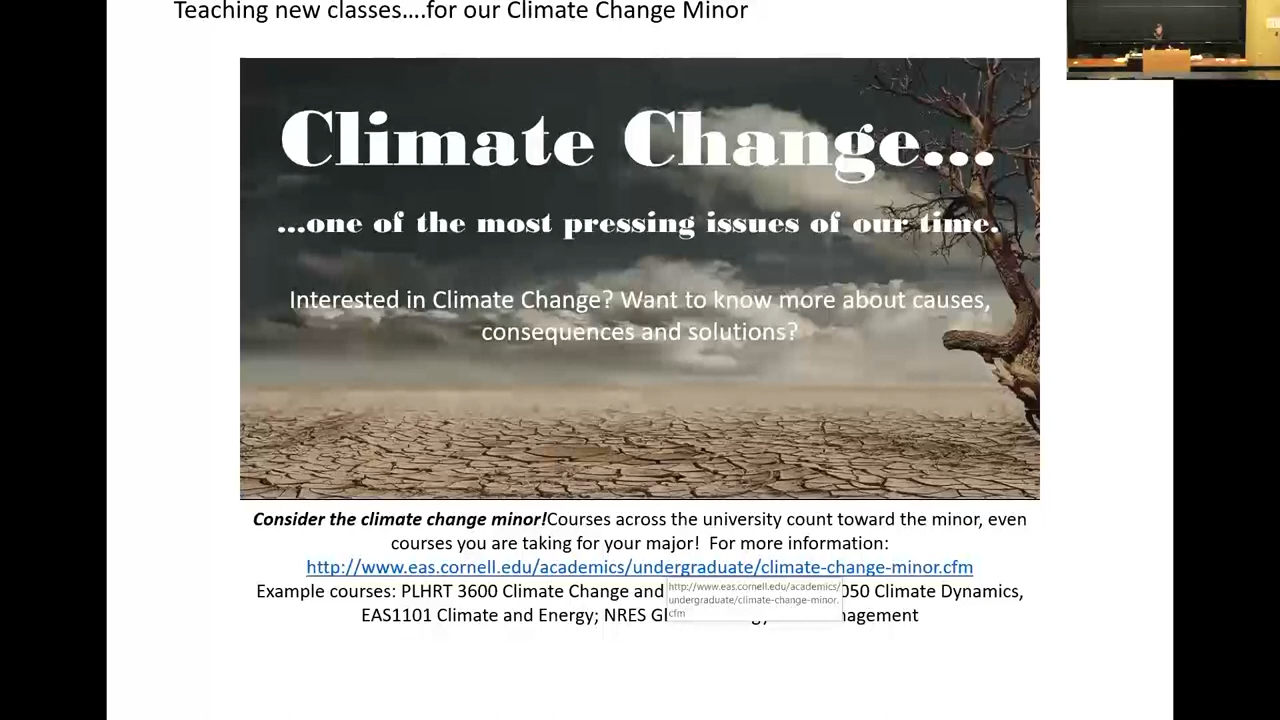 Teaching new classes....for our Climate Change Minor
Climate Change...
...one of the most pressing issues of our time.
Interested in Climate Change? Want to know more about causes,
consequences and solutions?
Consider the climate change minor!Courses across the university count toward the minor, even
courses you are taking for your major!  For more information:
http://www.eas.cornell.edu/academics/undergraduate/climate-change-minor.cfm
Example courses: PLHRT 3600 Climate Change and 050 Climate Dynamics,
http://www.eas.cornell.edu/academics/
undergraduate/climate-change-minor.
cfm
EAS1101 Climate and Energy; NRES